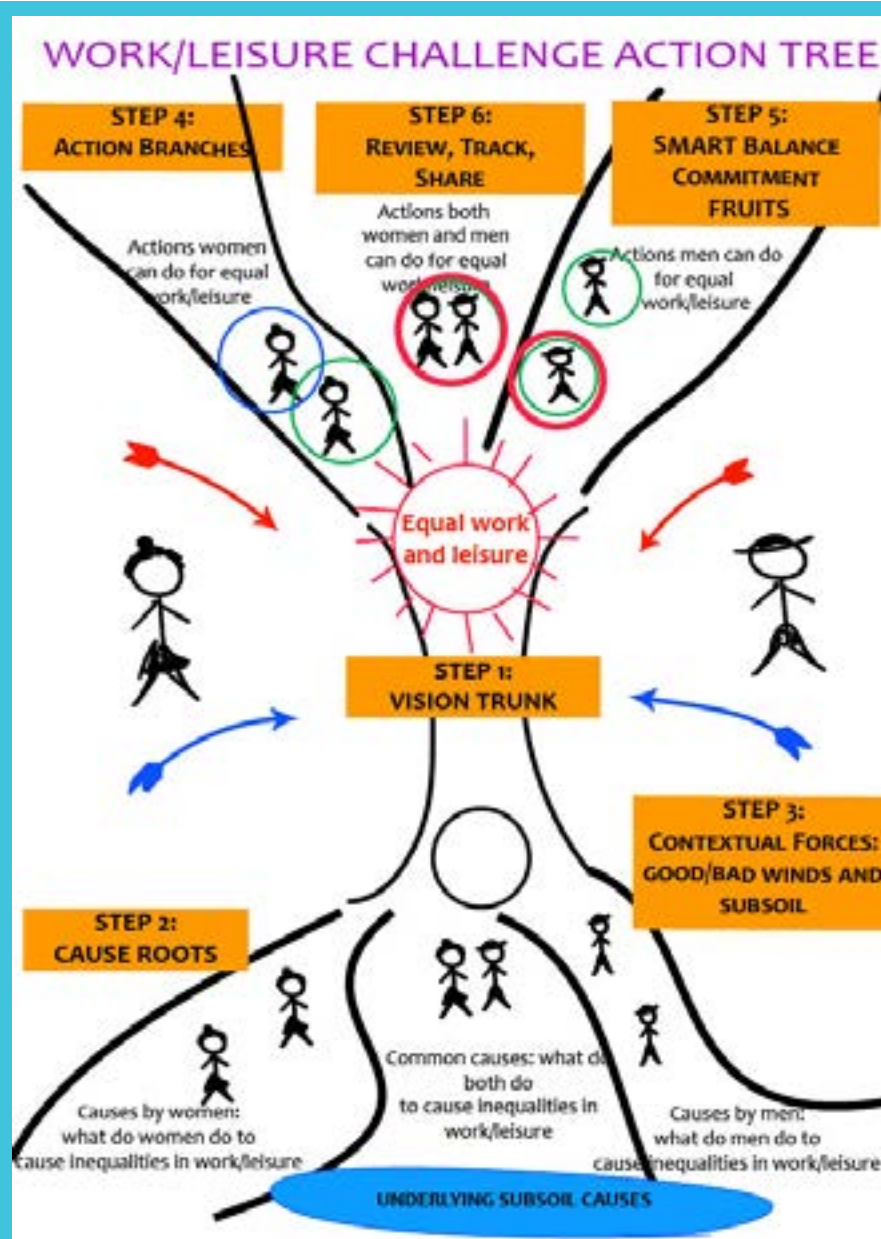 WORK/LEISURE CHALLENGE ACTION TREE
STEP 4:
ACTION BRANCHES
STEP 6:
REVIEW, TRACK,
SHARE
STEP 5:
SMART BALANCE
COMMITMENT
FRUITS
Actions women
can do for equal
work/leisure
Actions both
women and men
can do for equal
work/leisure
Actions men can do
for equal
work/leisure
Equal work
and leisure
STEP 1:
VISION TRUNK
STEP 3:
CONTEXTUAL FORCES:
GOOD/BAD WINDS AND
SUBSOIL
STEP 2:
CAUSE ROOTS
Causes by women:
what do women do to
cause inequalities in work/leisure
Common causes: what do
both do
to cause inequalities in
work/leisure
Causes by men:
what do men do to
cause inequalities in work/leisure
UNDERLYING SUBSOIL CAUSES